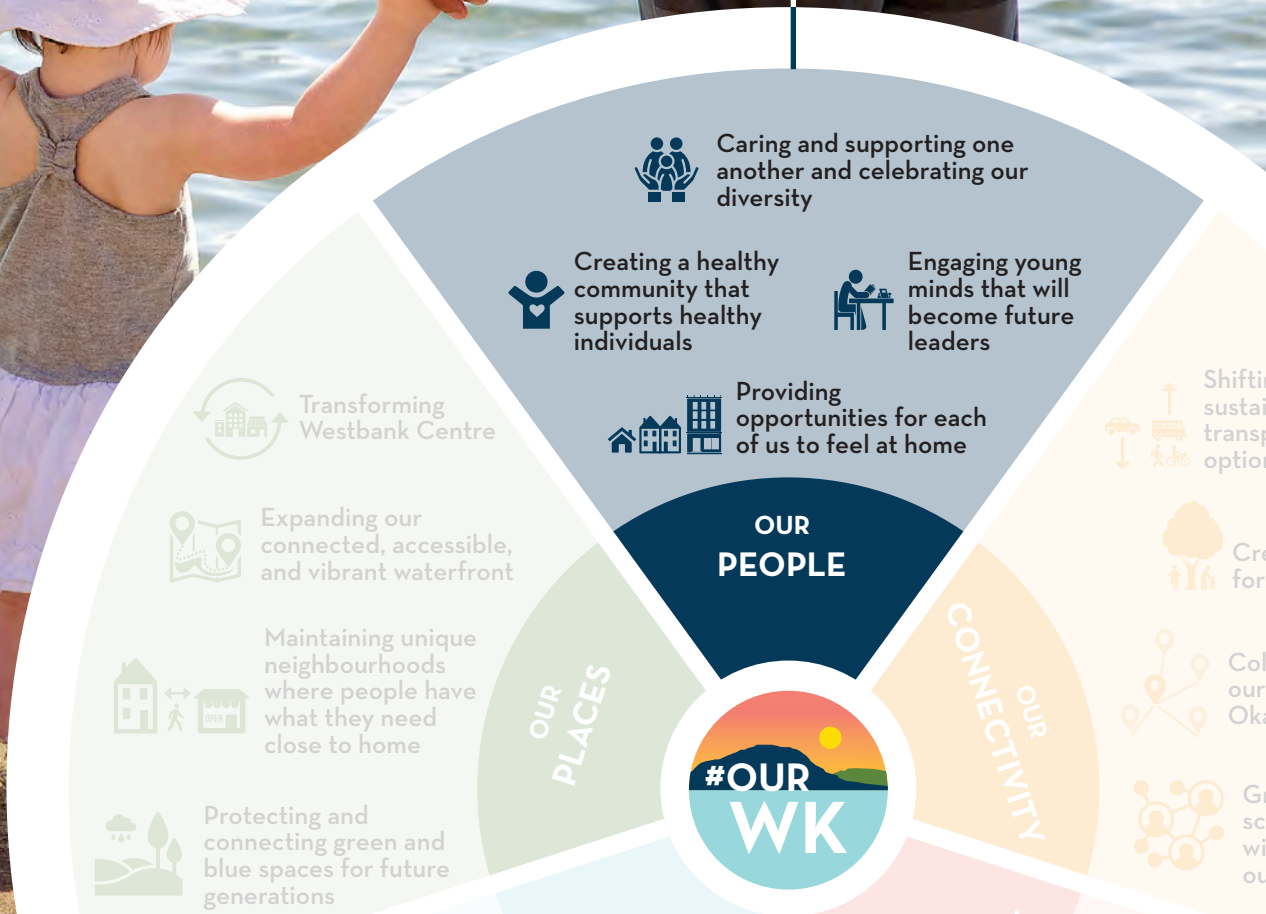 Caring and supporting one
another and celebrating our
diversity
Creating a healthy
community that
supports healthy
individuals
Engaging young
minds that will
become future
leaders
Providing
opportunities for each
of us to feel at home
OUR
PEOPLE
Transforming
Westbank Centre
Expanding our
connected, accessible,
and vibrant waterfront
Maintaining unique
neighbourhoods
where people have
what they need
close to home
OPEN
Protecting and
connecting green and
blue spaces for future
generations
OUR
PLACES
OUR
CONNECTIVITY
for
our
#OUR
WK